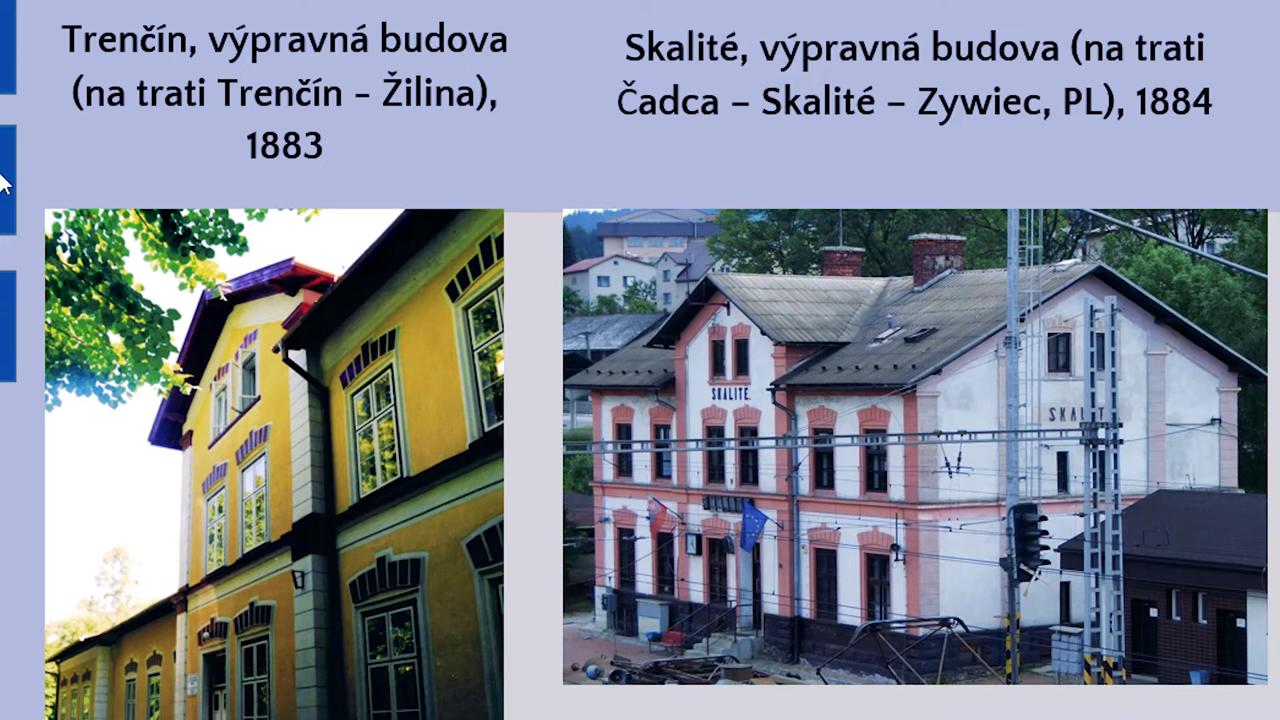 Trenčín, výpravná budova
(na trati Trenčín - Žilina),
1883
Skalité, výpravná budova (na trati
Čadca – Skalité – Zywiec, PL), 1884
SKALITÉ.